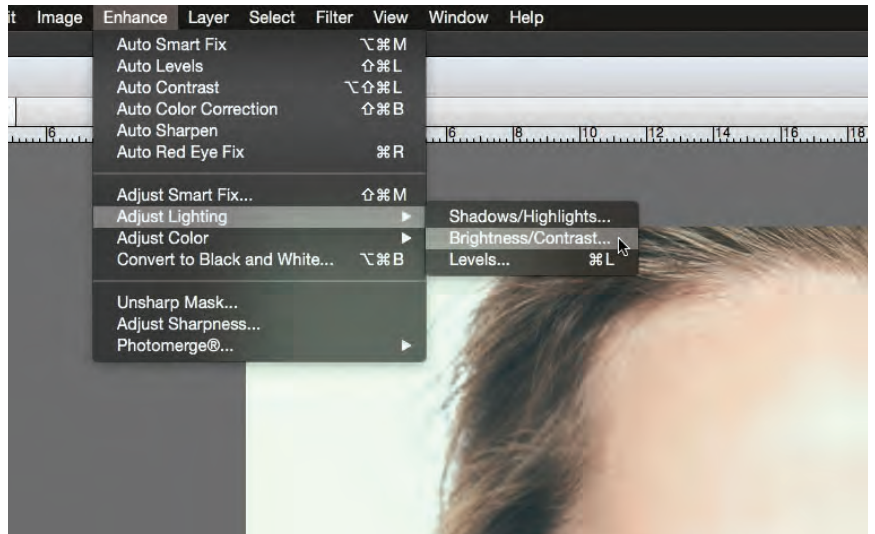 it Image Enhance Layer Select Filter View Window Help
Auto Smart Fix ⌥⌘M
Auto Levels ⇧⌘L
Auto Contrast ⌥⇧⌘L
Auto Color Correction ⇧⌘B
Auto Sharpen
Auto Red Eye Fix ⌘R
6 6 8 10 12 14 16 18
Adjust Smart Fix... ⇧⌘M
Adjust Lighting ▶
Adjust Color ▶
Convert to Black and White... ⌥⌘B
Unsharp Mask...
Adjust Sharpness...
Photomerge®... ▶
Shadows/Highlights...
Brightness/Contrast...
Levels... ⌘L